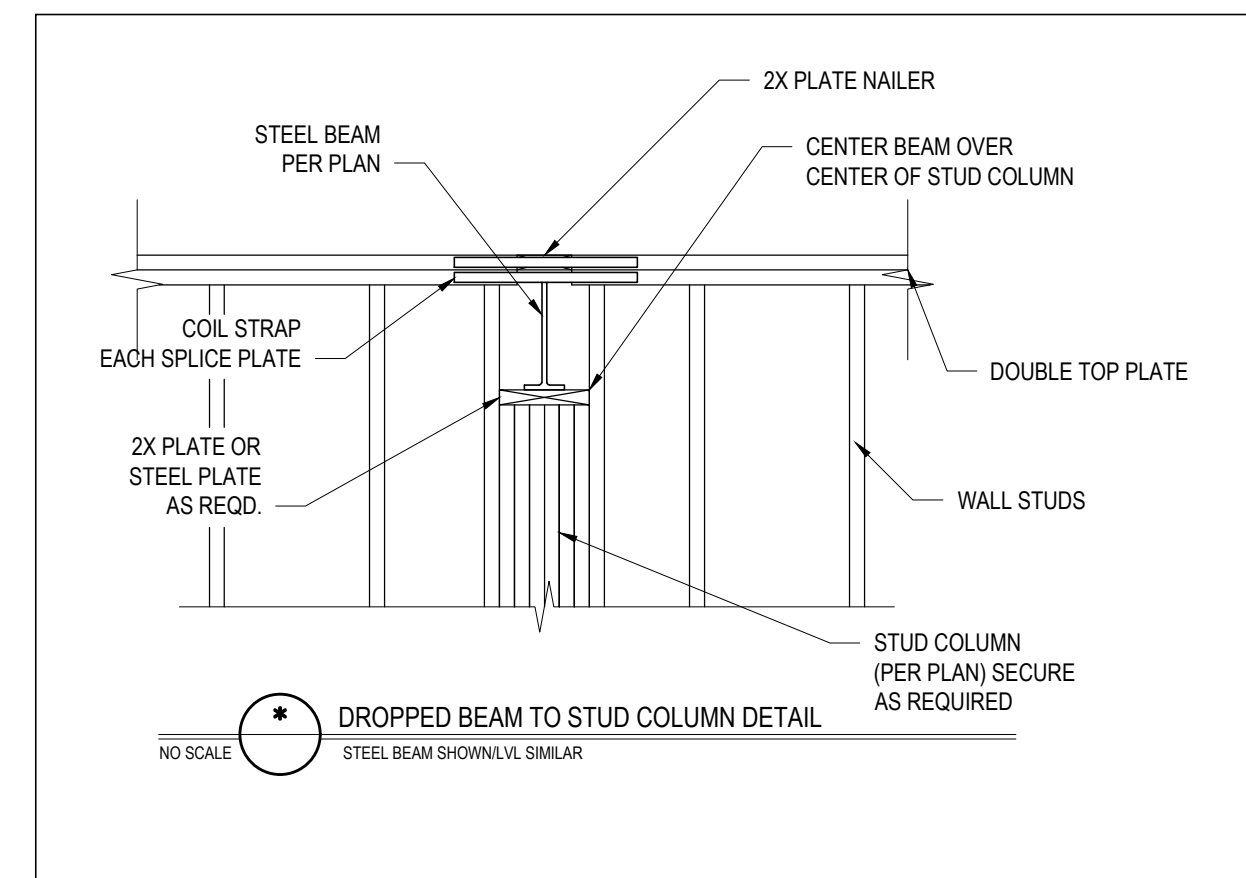 2X PLATE NAILER
STEEL BEAM
PER PLAN
CENTER BEAM OVER
CENTER OF STUD COLUMN
COIL STRAP
EACH SPLICE PLATE
DOUBLE TOP PLATE
2X PLATE OR
STEEL PLATE
AS REQD.
WALL STUDS
STUD COLUMN
(PER PLAN) SECURE
AS REQUIRED
*
DROPPED BEAM TO STUD COLUMN DETAIL
NO SCALE
STEEL BEAM SHOWN/LVL SIMILAR